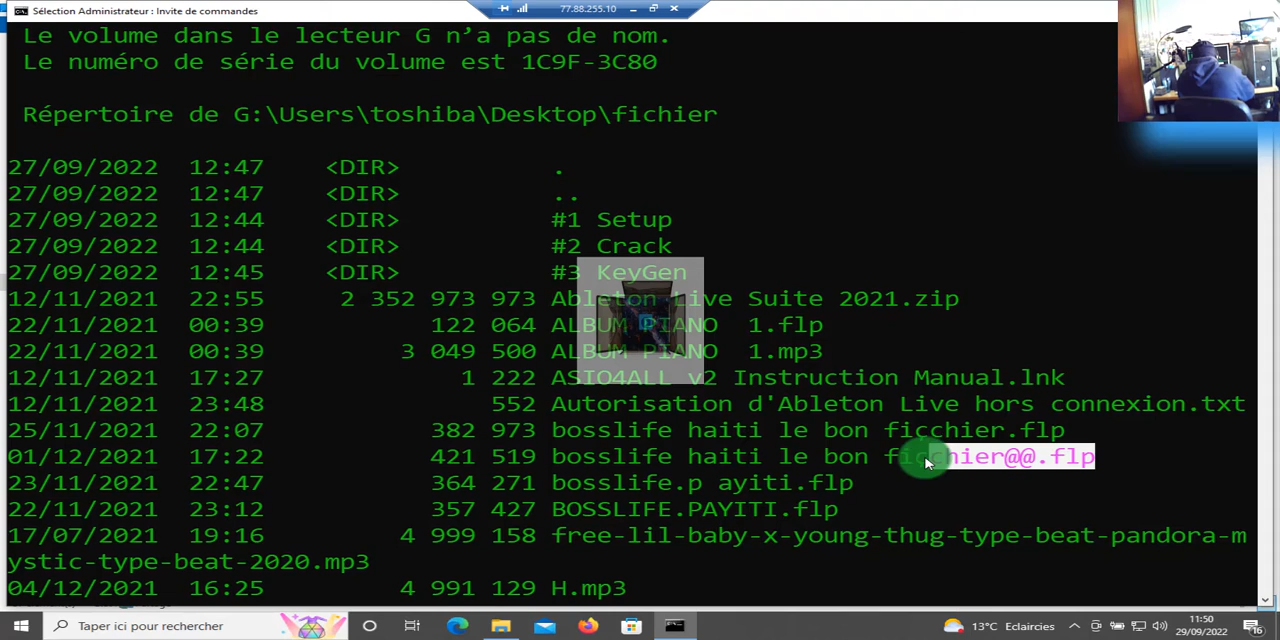 Sélection Administrateur : Invite de commandes
77.88.255.10
Le volume dans le lecteur G n’a pas de nom.
Le numéro de série du volume est 1C9F-3C80
Répertoire de G:\Users\toshiba\Desktop\fichier
27/09/2022 12:47 <DIR> .
27/09/2022 12:47 <DIR> ..
27/09/2022 12:44 <DIR> #1 Setup
27/09/2022 12:44 <DIR> #2 Crack
27/09/2022 12:45 <DIR> #3 KeyGen
12/11/2021 22:55 2 352 973 973 Ableton Live Suite 2021.zip
22/11/2021 00:39 122 064 ALBUM PIANO 1.flp
22/11/2021 00:39 3 049 500 ALBUM PIANO 1.mp3
22/11/2021 17:27 1 222 ASIO4ALL v2 Instruction Manual.lnk
12/11/2021 23:48 552 Autorisation d'Ableton Live hors connexion.txt
25/11/2021 22:07 382 973 bosslife haiti le bon ficchier.flp
01/12/2021 17:22 421 519 bosslife haiti le bon ficchier@@.flp
23/11/2021 22:47 364 271 bosslife.p ayiti.flp
22/11/2021 23:12 357 427 BOSSLIFE.PAYITI.flp
17/07/2021 19:16 4 999 158 free-lil-baby-x-young-thug-type-beat-pandora-m
ystic-type-beat-2020.mp3
04/12/2021 16:25 4 991 129 H.mp3
Taper ici pour rechercher
13°C Eclaircies
11:50
29/09/2022
16